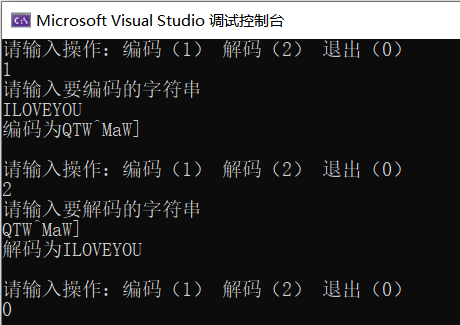 Microsoft Visual Studio 调试控制台
请输入操作：编码（1） 解码（2） 退出（0）
1
请输入要编码的字符串
ILOVEYOU
编码为QTW^MaW]
请输入操作：编码（1） 解码（2） 退出（0）
2
请输入要解码的字符串
QTW^MaW]
解码为ILOVEYOU
请输入操作：编码（1） 解码（2） 退出（0）
0